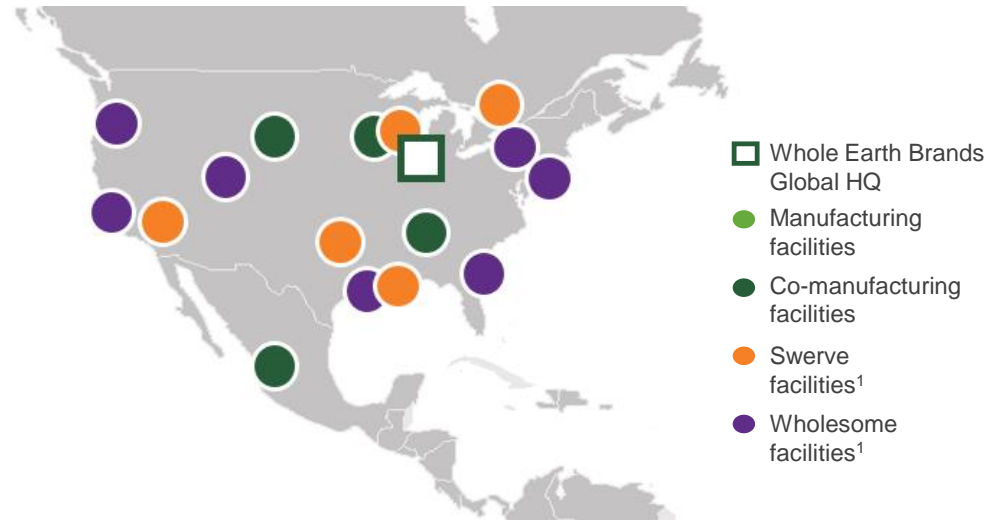 Whole Earth Brands
Global HQ
Manufacturing
facilities
Co-manufacturing
facilities
Swerve
facilities¹
Wholesome
facilities¹